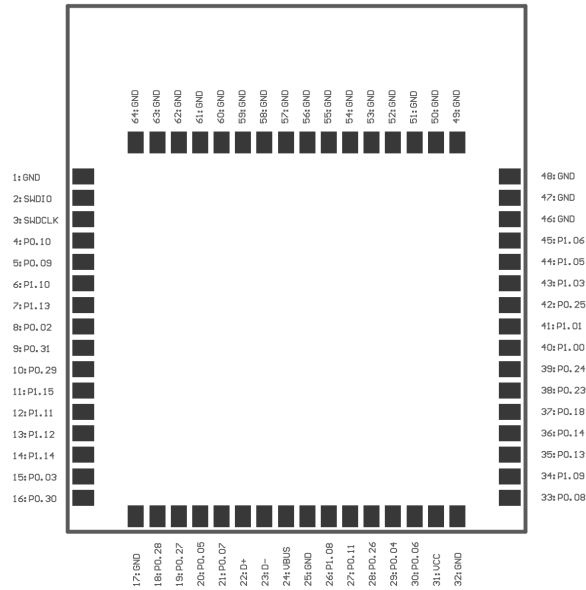 64:GND
63:GND
62:GND
61:GND
60:GND
59:GND
58:GND
57:GND
56:GND
55:GND
54:GND
53:GND
52:GND
51:GND
50:GND
49:GND
1:GND
2:SWDIO
3:SWDCLK
4:P0.10
5:P0.09
6:P1.10
7:P1.13
8:P0.02
9:P0.31
10:P0.29
11:P1.15
12:P1.11
13:P1.12
14:P1.14
15:P0.03
16:P0.30
48:GND
47:GND
46:GND
45:P1.06
44:P1.05
43:P1.03
42:P0.25
41:P1.01
40:P1.00
39:P0.24
38:P0.23
37:P0.18
36:P0.14
35:P0.13
34:P1.09
33:P0.08
17:GND
18:P0.28
19:P0.27
20:P0.05
21:P0.07
22:D+
23:D-
24:VBUS
25:GND
26:P1.08
27:P0.11
28:P0.26
29:P0.04
30:P0.06
31:VCC
32:GND